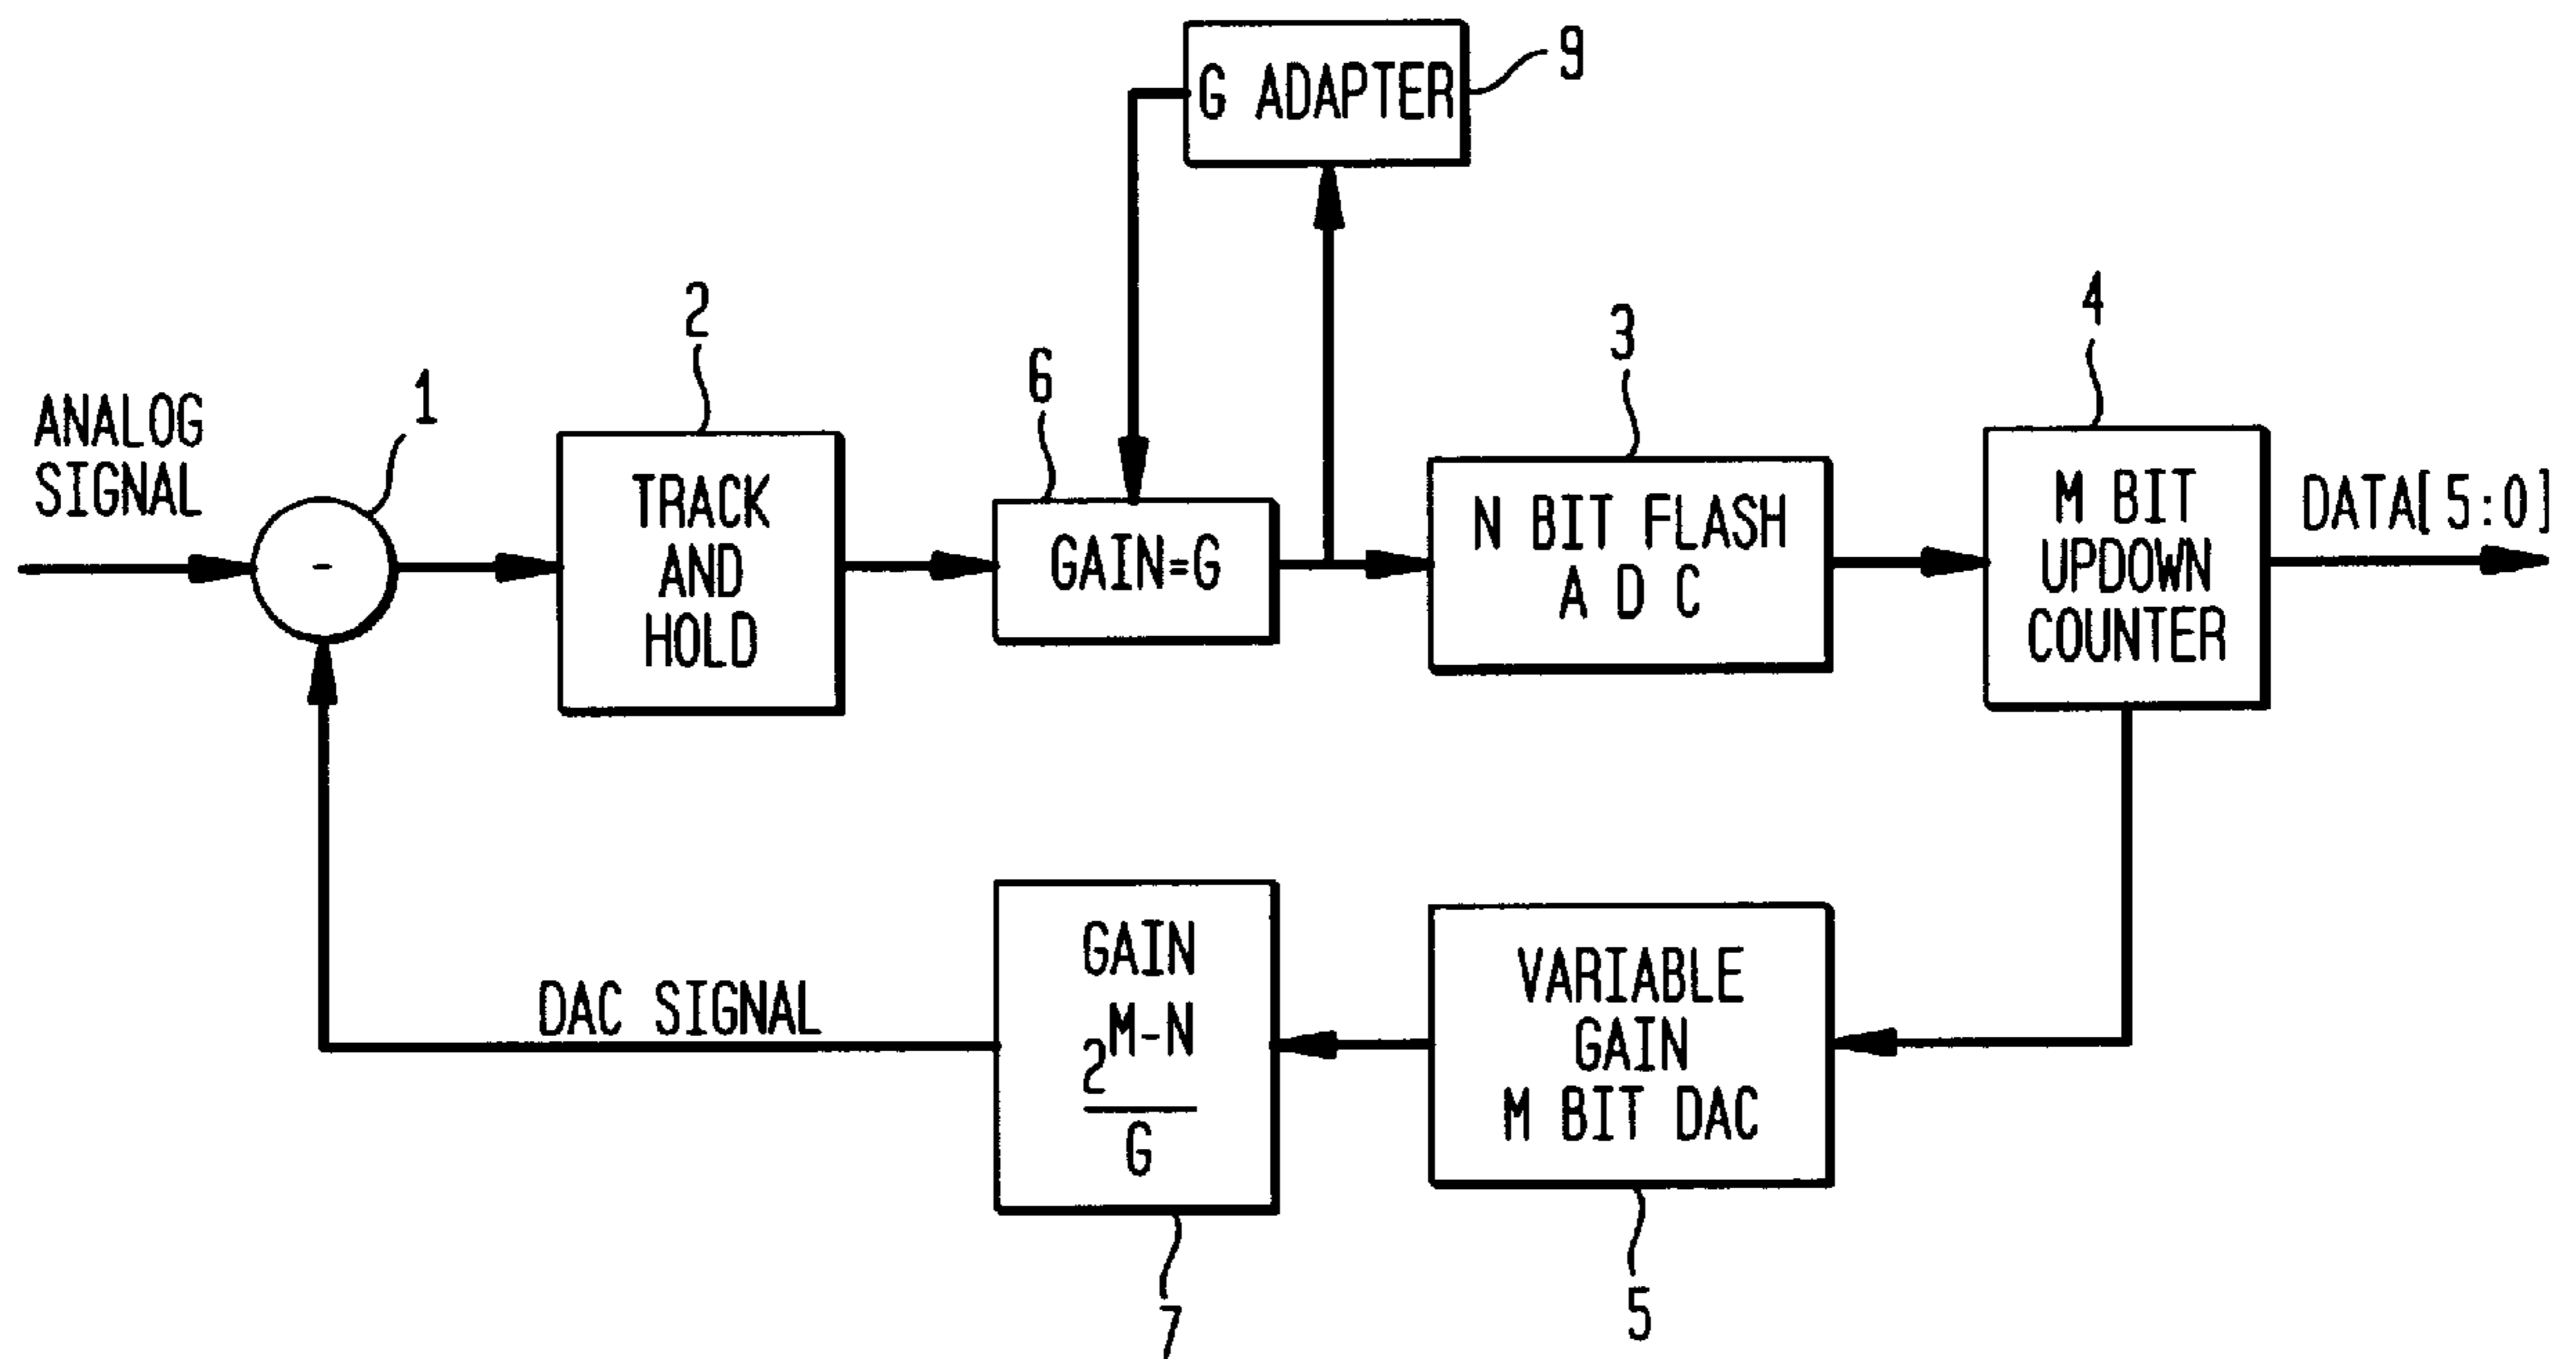 G ADAPTER
9
2
4
3
6
1
ANALOG
SIGNAL
-
TRACK
AND
HOLD
GAIN=G
N BIT FLASH
A D C
M BIT
UPDOWN
COUNTER
DATA[5:0]
DAC SIGNAL
GAIN
2^M-N
G
VARIABLE
GAIN
M BIT DAC
7
5